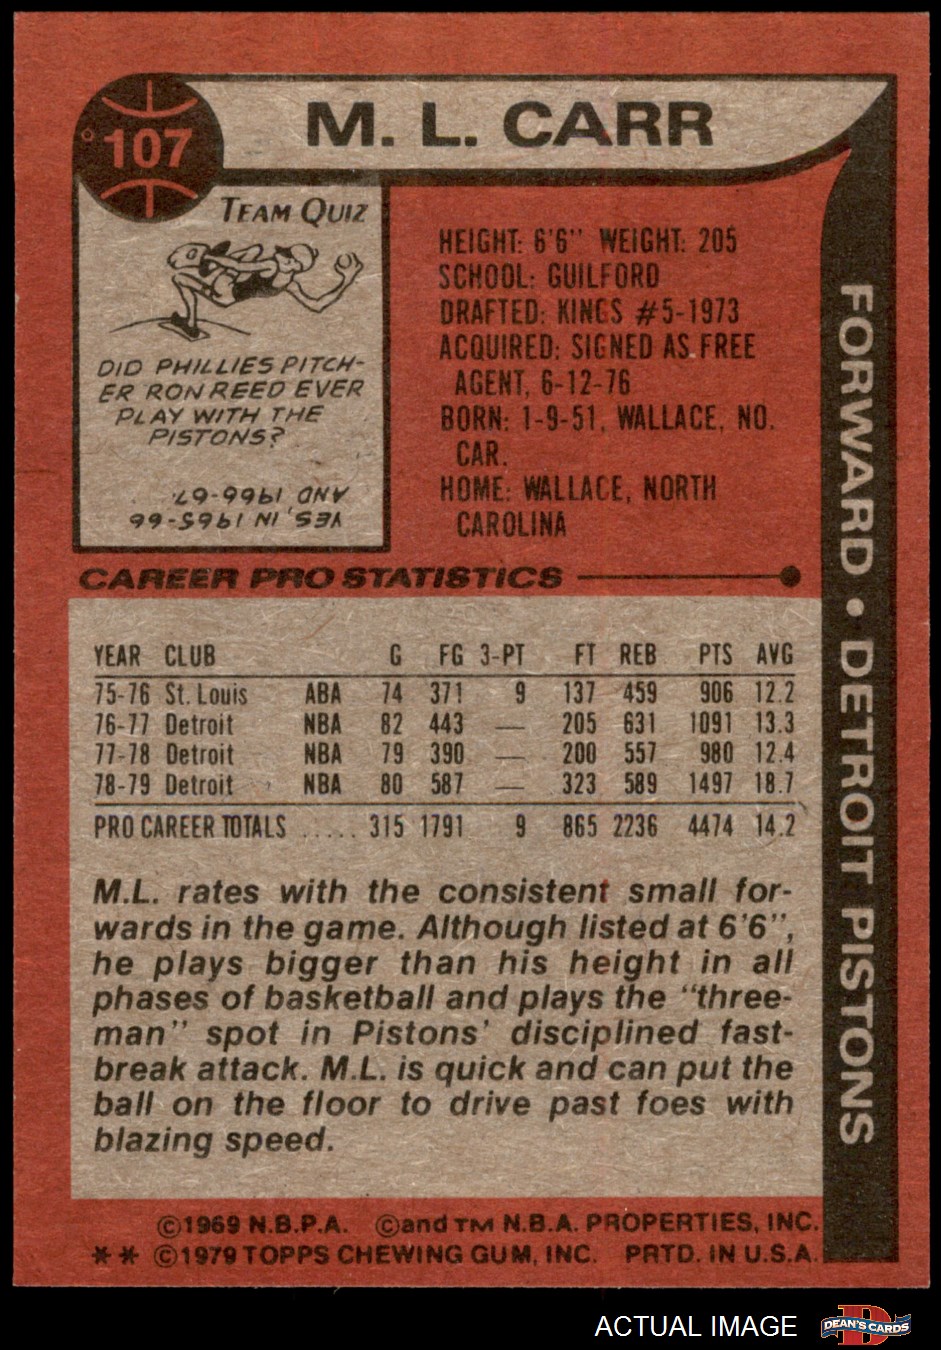 107
M. L. CARR
TEAM QUIZ
DID PHILLIES PITCH-
ER RON REED EVER
PLAY WITH THE
PISTONS?
YES, IN 1965-66
AND 1966-67.
HEIGHT: 6'6" WEIGHT: 205
SCHOOL: GUILFORD
DRAFTED: KINGS #5-1973
ACQUIRED: SIGNED AS FREE
AGENT, 6-12-76
BORN: 1-9-51, WALLACE, NO.
CAR.
HOME: WALLACE, NORTH
CAROLINA
FORWARD • DETROIT PISTONS
CAREER PRO STATISTICS
YEAR CLUB G FG 3-PT FT REB PTS AVG
75-76 St. Louis ABA 74 371 9 137 459 906 12.2
76-77 Detroit NBA 82 443 — 205 631 1091 13.3
77-78 Detroit NBA 79 390 — 200 557 980 12.4
78-79 Detroit NBA 80 587 — 323 589 1497 18.7
PRO CAREER TOTALS ..... 315 1791 9 865 2236 4474 14.2
M.L. rates with the consistent small for-
wards in the game. Although listed at 6'6",
he plays bigger than his height in all
phases of basketball and plays the "three-
man" spot in Pistons' disciplined fast-
break attack. M.L. is quick and can put the
ball on the floor to drive past foes with
blazing speed.
©1969 N.B.P.A. ©and TM N.B.A. PROPERTIES, INC.
** ©1979 TOPPS CHEWING GUM, INC. PRTD. IN U.S.A.
ACTUAL IMAGE
D
DEAN'S CARDS